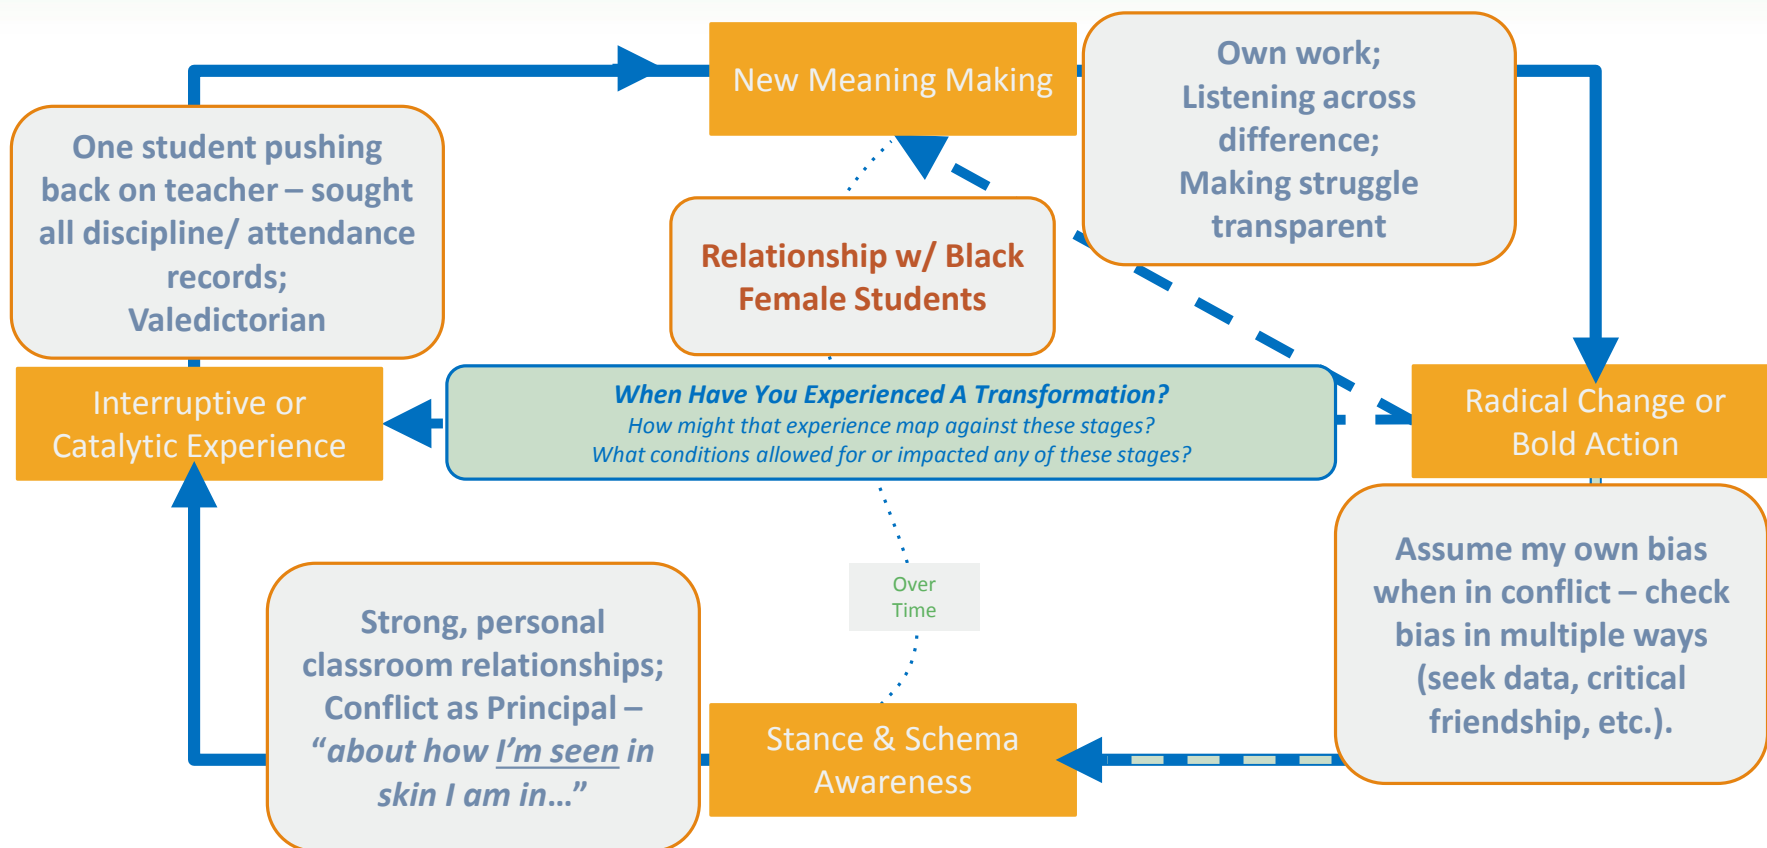 New Meaning Making
Own work;
Listening across
difference;
Making struggle
transparent
One student pushing
back on teacher – sought
all discipline/ attendance
records;
Valedictorian
Relationship w/ Black
Female Students
Interruptive or
Catalytic Experience
When Have You Experienced A Transformation?
How might that experience map against these stages?
What conditions allowed for or impacted any of these stages?
Radical Change or
Bold Action
Over
Time
Assume my own bias
when in conflict – check
bias in multiple ways
(seek data, critical
friendship, etc.).
Strong, personal
classroom relationships;
Conflict as Principal –
“about how I’m seen in
skin I am in…”
Stance & Schema
Awareness